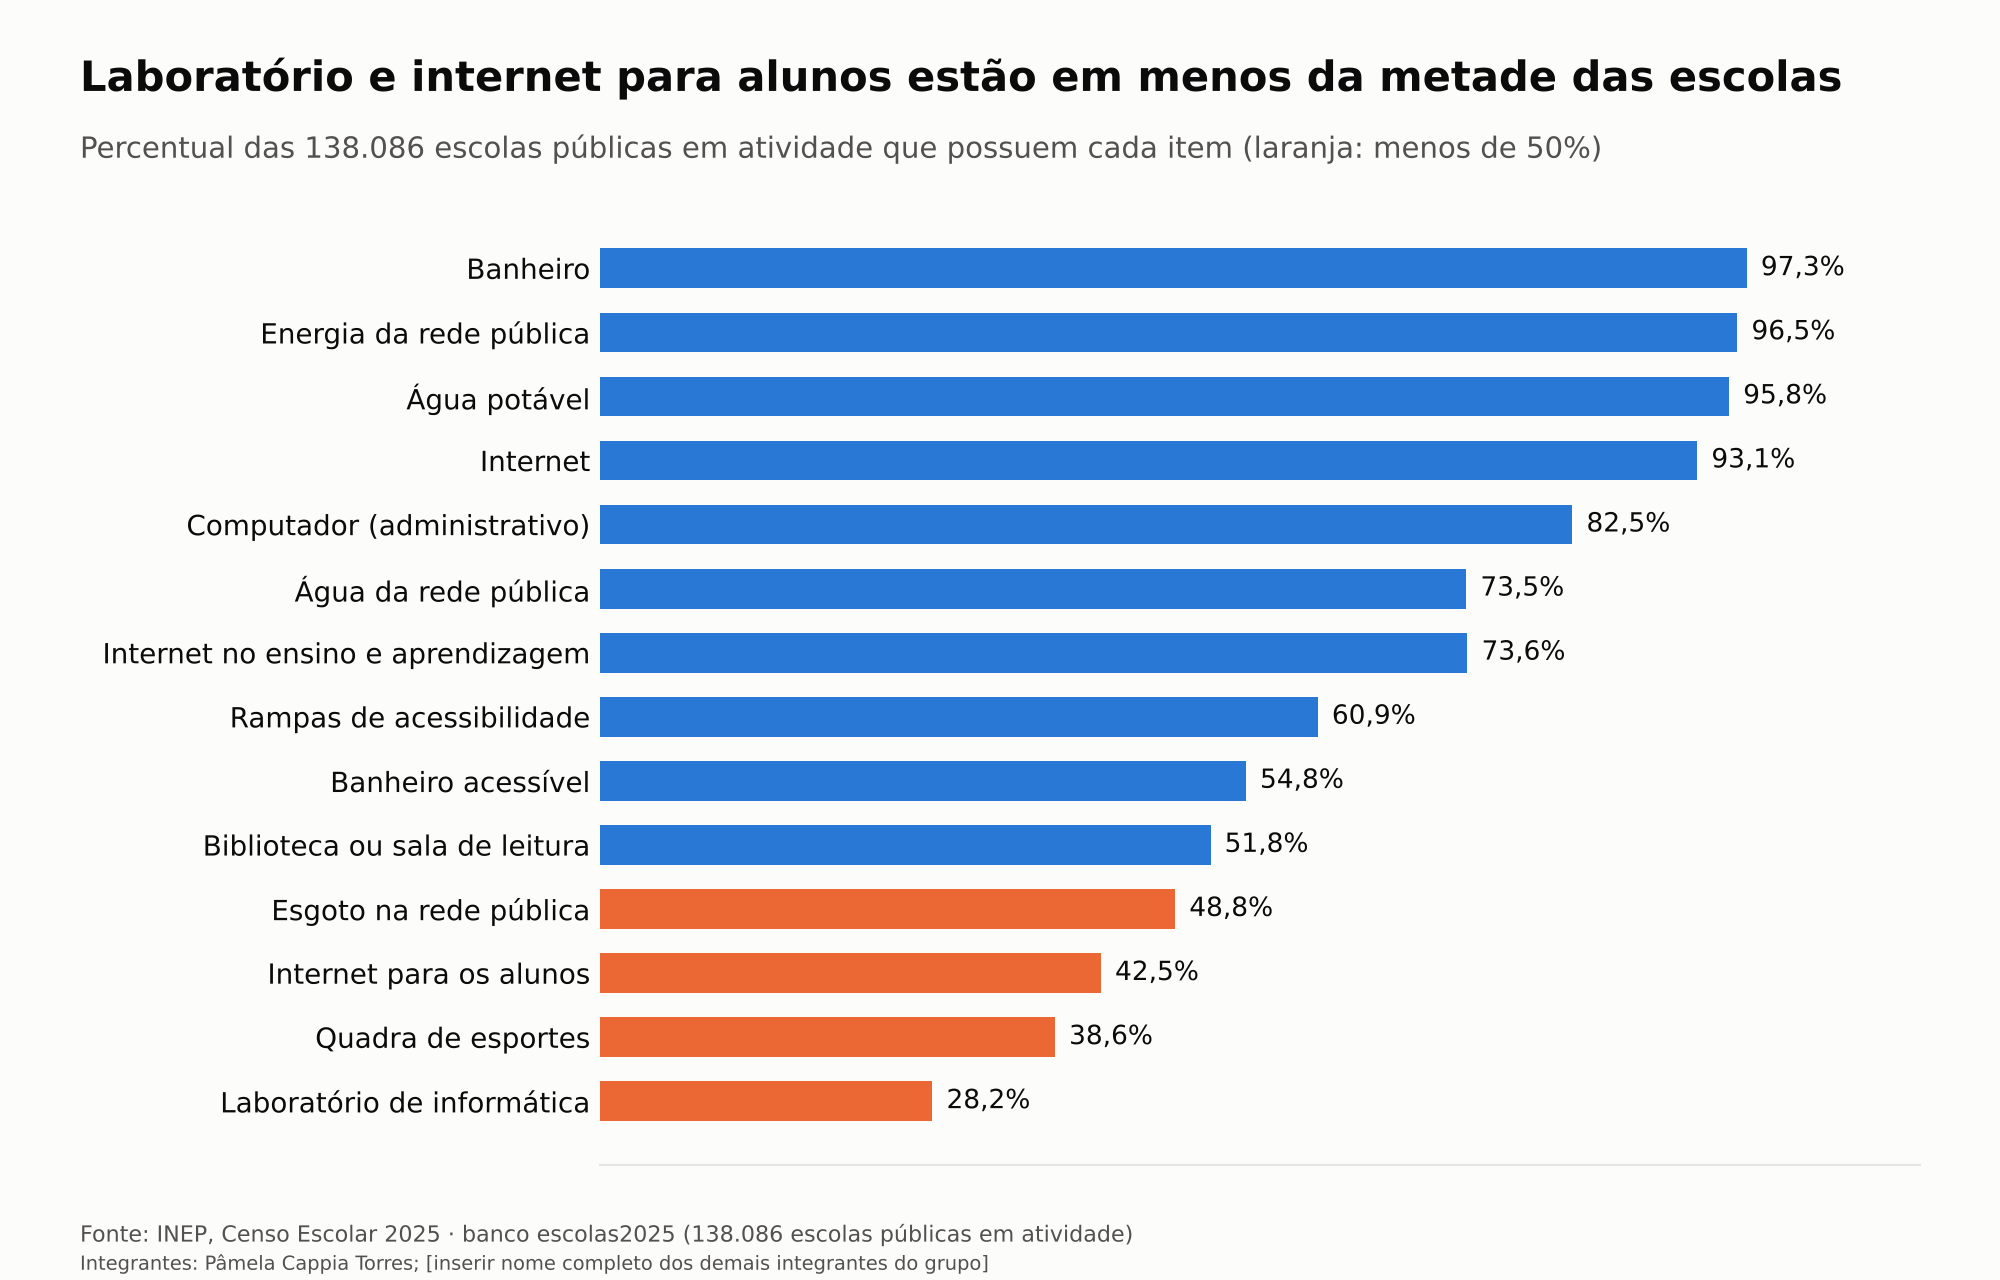 Laboratório e internet para alunos estão em menos da metade das escolas
Percentual das 138.086 escolas públicas em atividade que possuem cada item (laranja: menos de 50%)
Banheiro 97,3%
Energia da rede pública 96,5%
Água potável 95,8%
Internet 93,1%
Computador (administrativo) 82,5%
Água da rede pública 73,5%
Internet no ensino e aprendizagem 73,6%
Rampas de acessibilidade 60,9%
Banheiro acessível 54,8%
Biblioteca ou sala de leitura 51,8%
Esgoto na rede pública 48,8%
Internet para os alunos 42,5%
Quadra de esportes 38,6%
Laboratório de informática 28,2%
Fonte: INEP, Censo Escolar 2025 · banco escolas2025 (138.086 escolas públicas em atividade)
Integrantes: Pâmela Cappia Torres; [inserir nome completo dos demais integrantes do grupo]